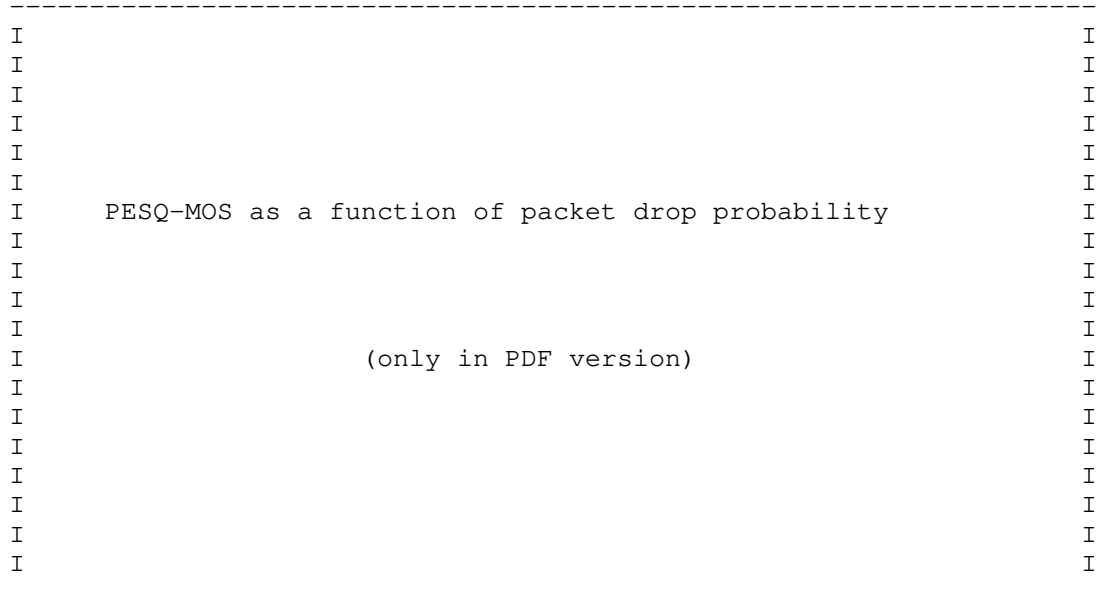 ---------------------------------------------------------------------
I I
I I
I I
I I
I I
I I
I PESQ-MOS as a function of packet drop probability I
I I
I I
I I
I I
I (only in PDF version) I
I I
I I
I I
I I
I I
I I
I I